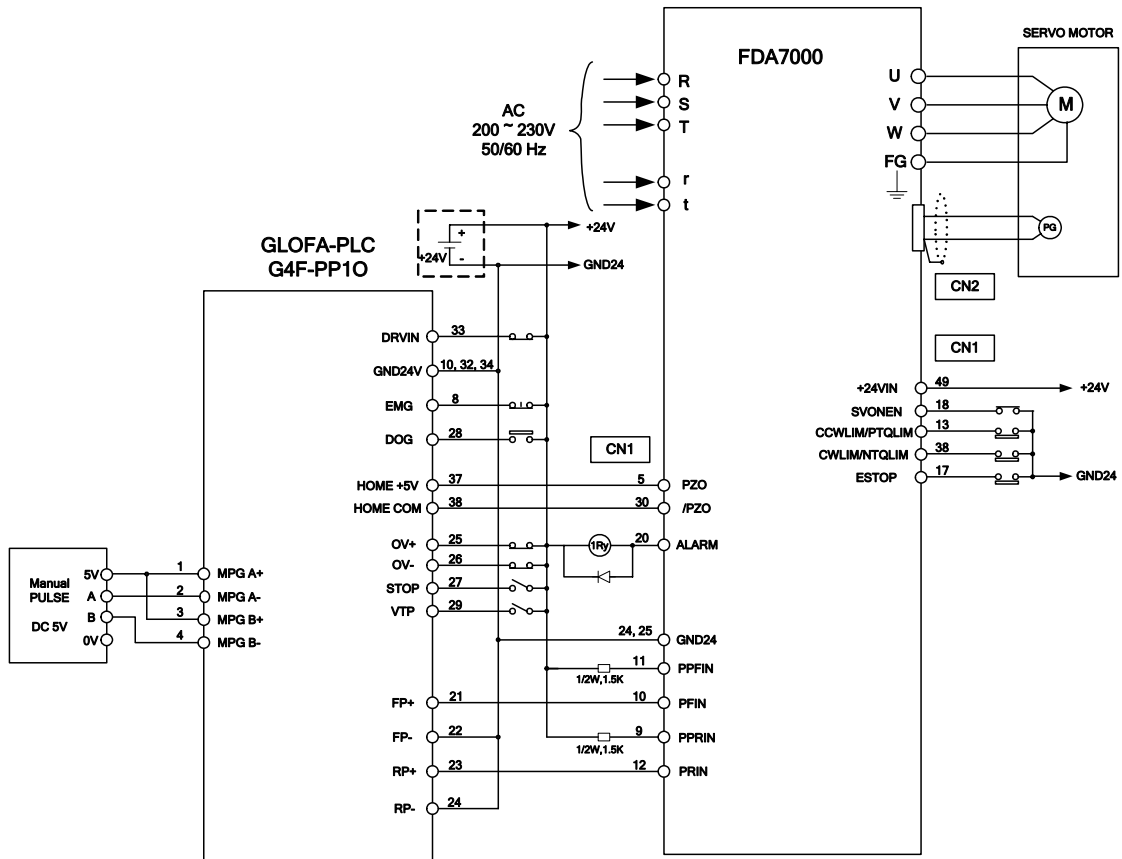 SERVO MOTOR
FDA7000
U
V
W
FG
M
PG
R
S
T
r
t
AC
200 ~ 230V
50/60 Hz
+
+24V
-
+24V
GND24
GLOFA-PLC
G4F-PP1O
CN2
CN1
DRVIN 33
GND24V 10, 32, 34
EMG 8
DOG 28
HOME +5V 37
HOME COM 38
OV+ 25
OV- 26
STOP 27
VTP 29
FP+ 21
FP- 22
RP+ 23
RP- 24
CN1
5 PZO
30 /PZO
1Ry
20 ALARM
24, 25 GND24
11 PPFIN
1/2W,1.5K
10 PFIN
9 PPRIN
1/2W,1.5K
12 PRIN
+24VIN 49 +24V
SVONEN 18
CCWLIM/PTQLIM 13
CWLIM/NTQLIM 38
ESTOP 17
GND24
Manual
PULSE
DC 5V
5V
A
B
0V
1 MPG A+
2 MPG A-
3 MPG B+
4 MPG B-